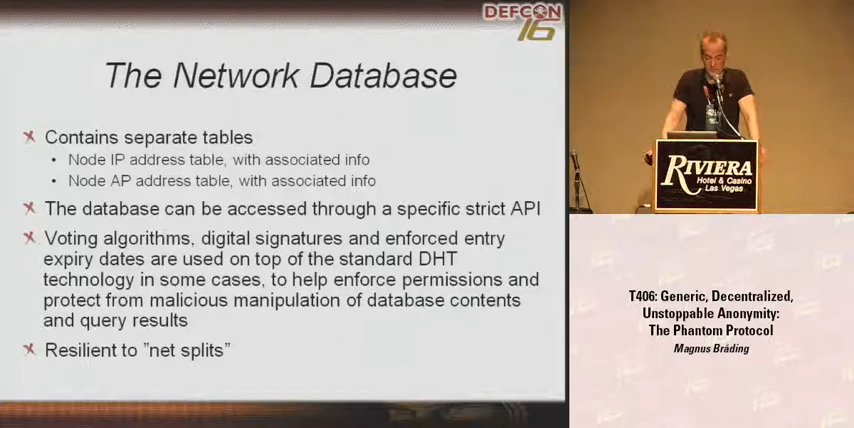 DEFCON
16
The Network Database
Contains separate tables
• Node IP address table, with associated info
• Node AP address table, with associated info
The database can be accessed through a specific strict API
Voting algorithms, digital signatures and enforced entry
expiry dates are used on top of the standard DHT
technology in some cases, to help enforce permissions and
protect from malicious manipulation of database contents
and query results
Resilient to ”net splits”
RIVIERA
Hotel & Casino
Las Vegas
T406: Generic, Decentralized,
Unstoppable Anonymity:
The Phantom Protocol
Magnus Bråding